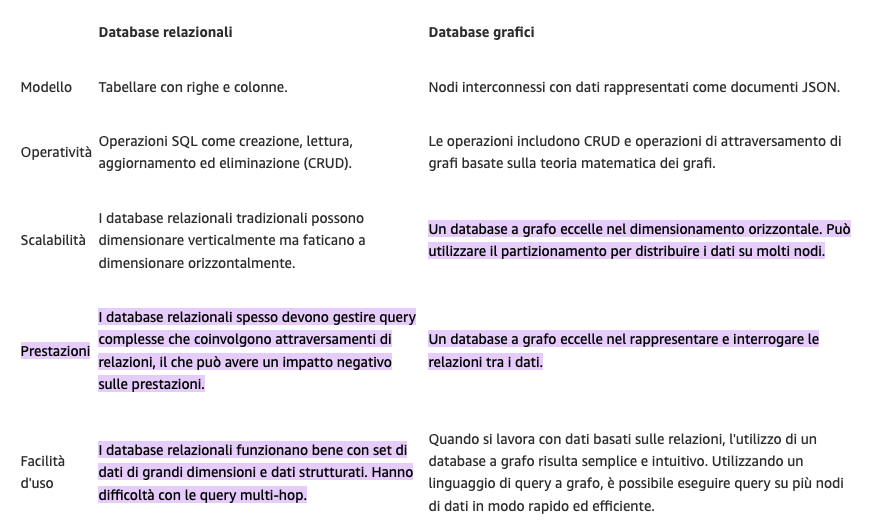 Database relazionali
Database grafici
Modello
Tabellare con righe e colonne.
Nodi interconnessi con dati rappresentati come documenti JSON.
Operatività
Operazioni SQL come creazione, lettura,
aggiornamento ed eliminazione (CRUD).
Le operazioni includono CRUD e operazioni di attraversamento di
grafi basate sulla teoria matematica dei grafi.
Scalabilità
I database relazionali tradizionali possono
dimensionare verticalmente ma faticano a
dimensionare orizzontalmente.
Un database a grafo eccelle nel dimensionamento orizzontale. Può
utilizzare il partizionamento per distribuire i dati su molti nodi.
Prestazioni
I database relazionali spesso devono gestire query
complesse che coinvolgono attraversamenti di
relazioni, il che può avere un impatto negativo
sulle prestazioni.
Un database a grafo eccelle nel rappresentare e interrogare le
relazioni tra i dati.
Facilità
d'uso
I database relazionali funzionano bene con set di
dati di grandi dimensioni e dati strutturati. Hanno
difficoltà con le query multi-hop.
Quando si lavora con dati basati sulle relazioni, l'utilizzo di un
database a grafo risulta semplice e intuitivo. Utilizzando un
linguaggio di query a grafo, è possibile eseguire query su più nodi
di dati in modo rapido ed efficiente.